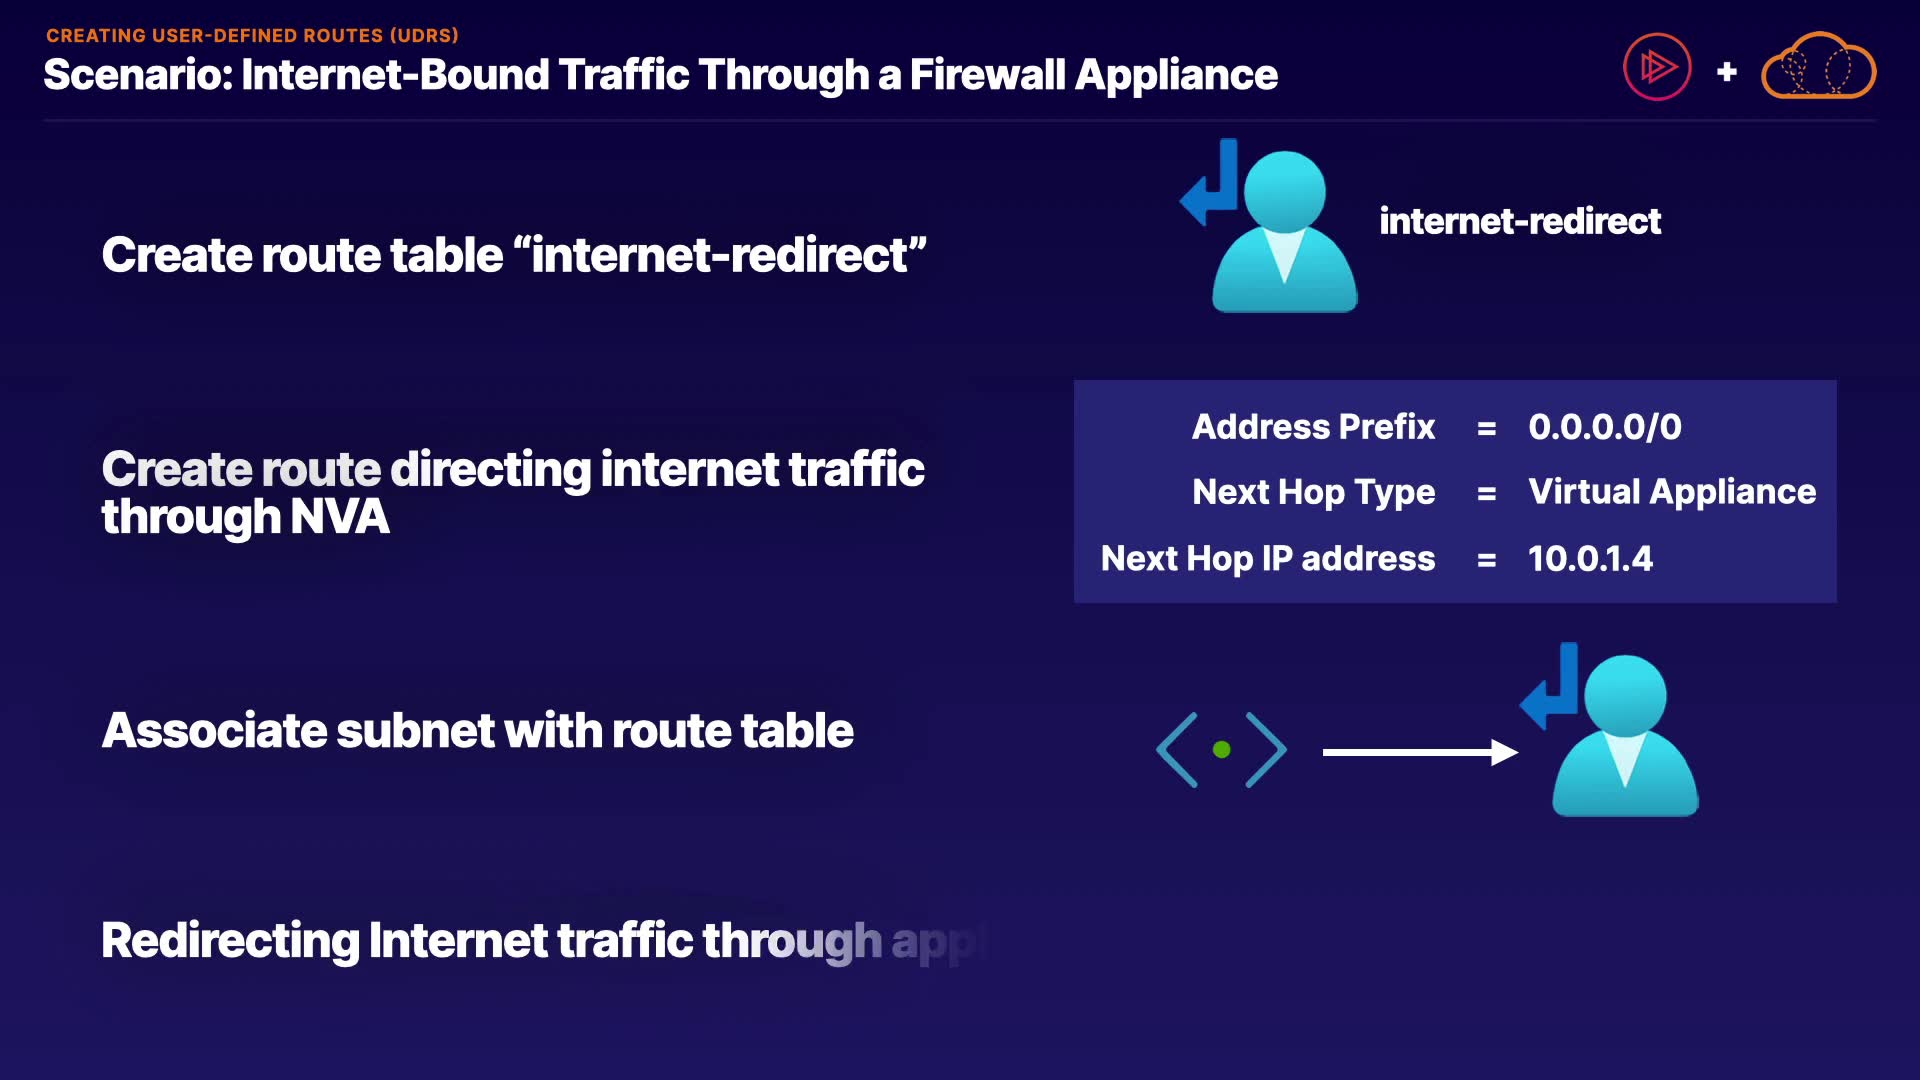 CREATING USER-DEFINED ROUTES (UDRS)
Scenario: Internet-Bound Traffic Through a Firewall Appliance
+
Create route table “internet-redirect”
internet-redirect
Create route directing internet traffic
through NVA
Address Prefix = 0.0.0.0/0
Next Hop Type = Virtual Appliance
Next Hop IP address = 10.0.1.4
Associate subnet with route table
Redirecting Internet traffic through